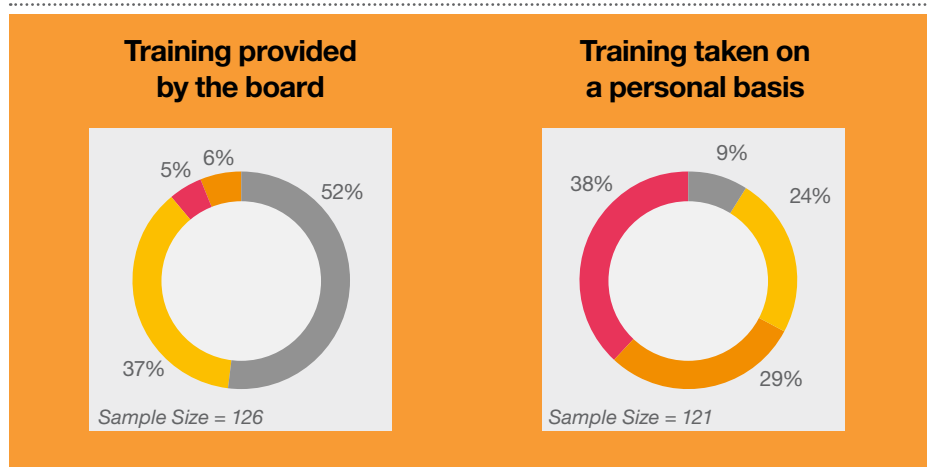 Training provided
by the board
5%
6%
52%
37%
Sample Size = 126
Training taken on
a personal basis
9%
38%
24%
29%
Sample Size = 121